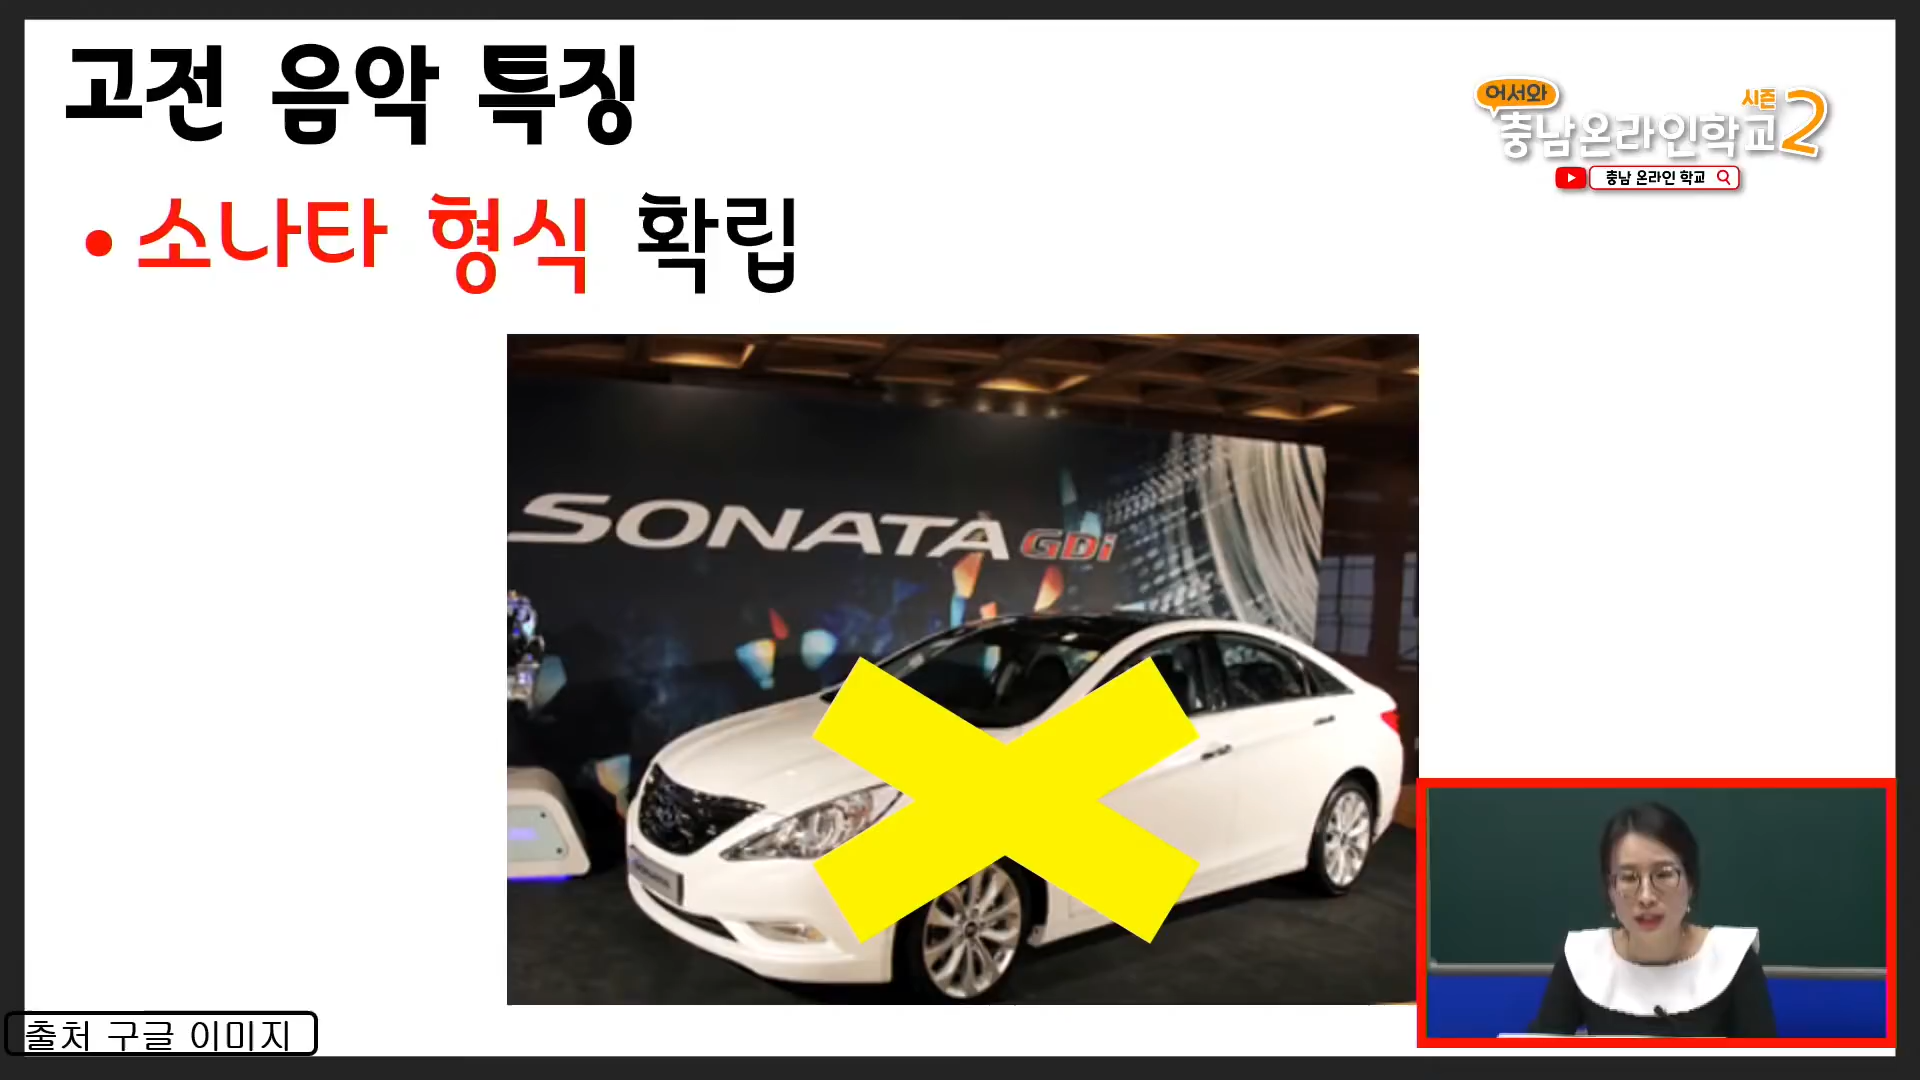 고전 음악 특징
어서와
시즌
충남온라인학교2
충남 온라인 학교
• 소나타 형식 확립
SONATA GDi
출처 구글 이미지